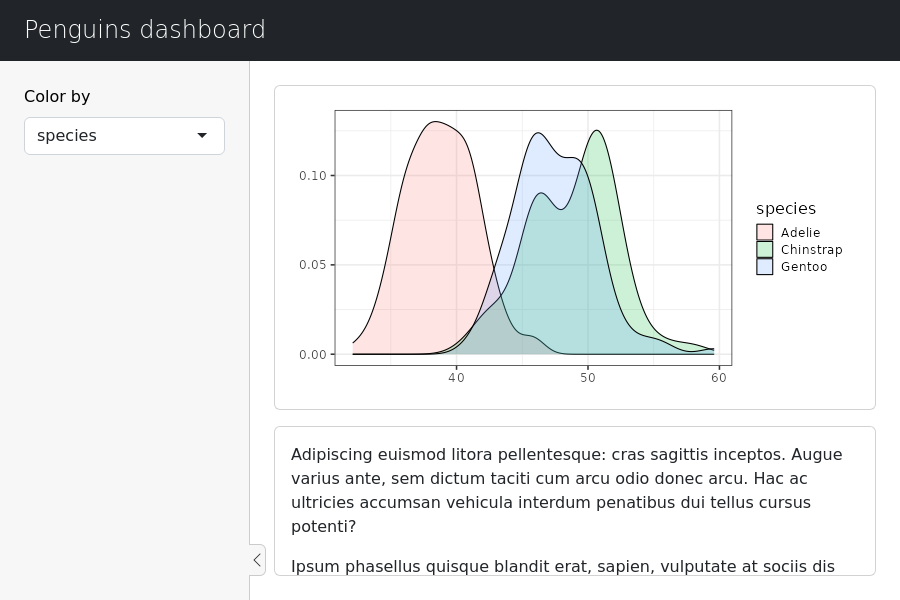 Penguins dashboard
Color by
species
0.10
0.05
0.00
40 50 60
species
Adelie
Chinstrap
Gentoo
Adipiscing euismod litora pellentesque: cras sagittis inceptos. Augue
varius ante, sem dictum taciti cum arcu odio donec arcu. Hac ac
ultricies accumsan vehicula interdum penatibus dui tellus cursus
potenti?
Ipsum phasellus quisque blandit erat, sapien, vulputate at sociis dis